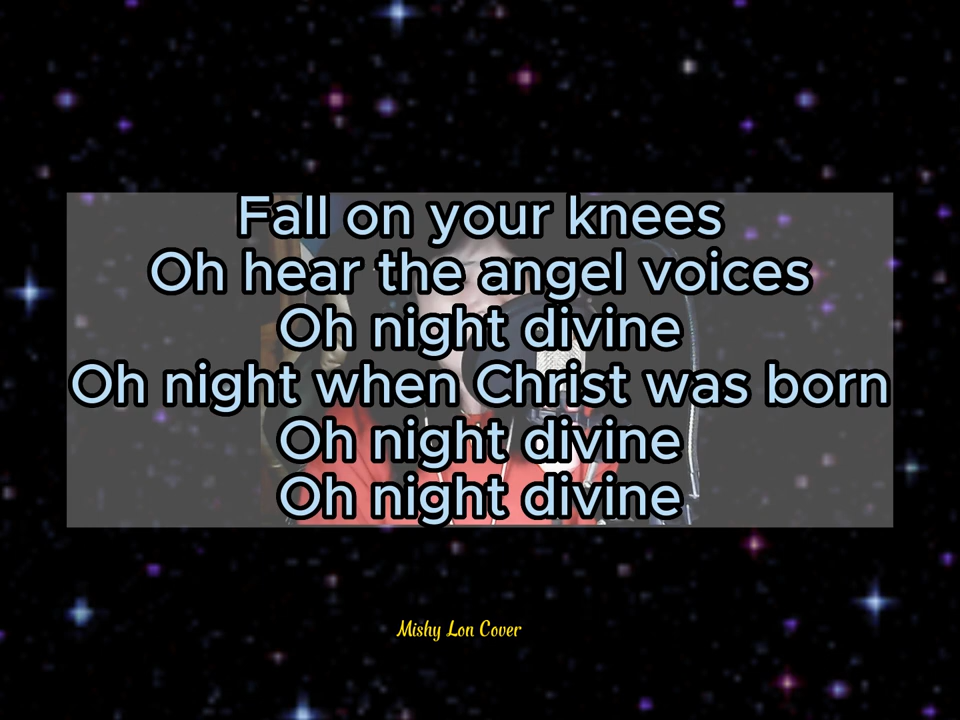 Fall on your knees
Oh hear the angel voices
Oh night divine
Oh night when Christ was born
Oh night divine
Oh night divine
Mishy Lon Cover